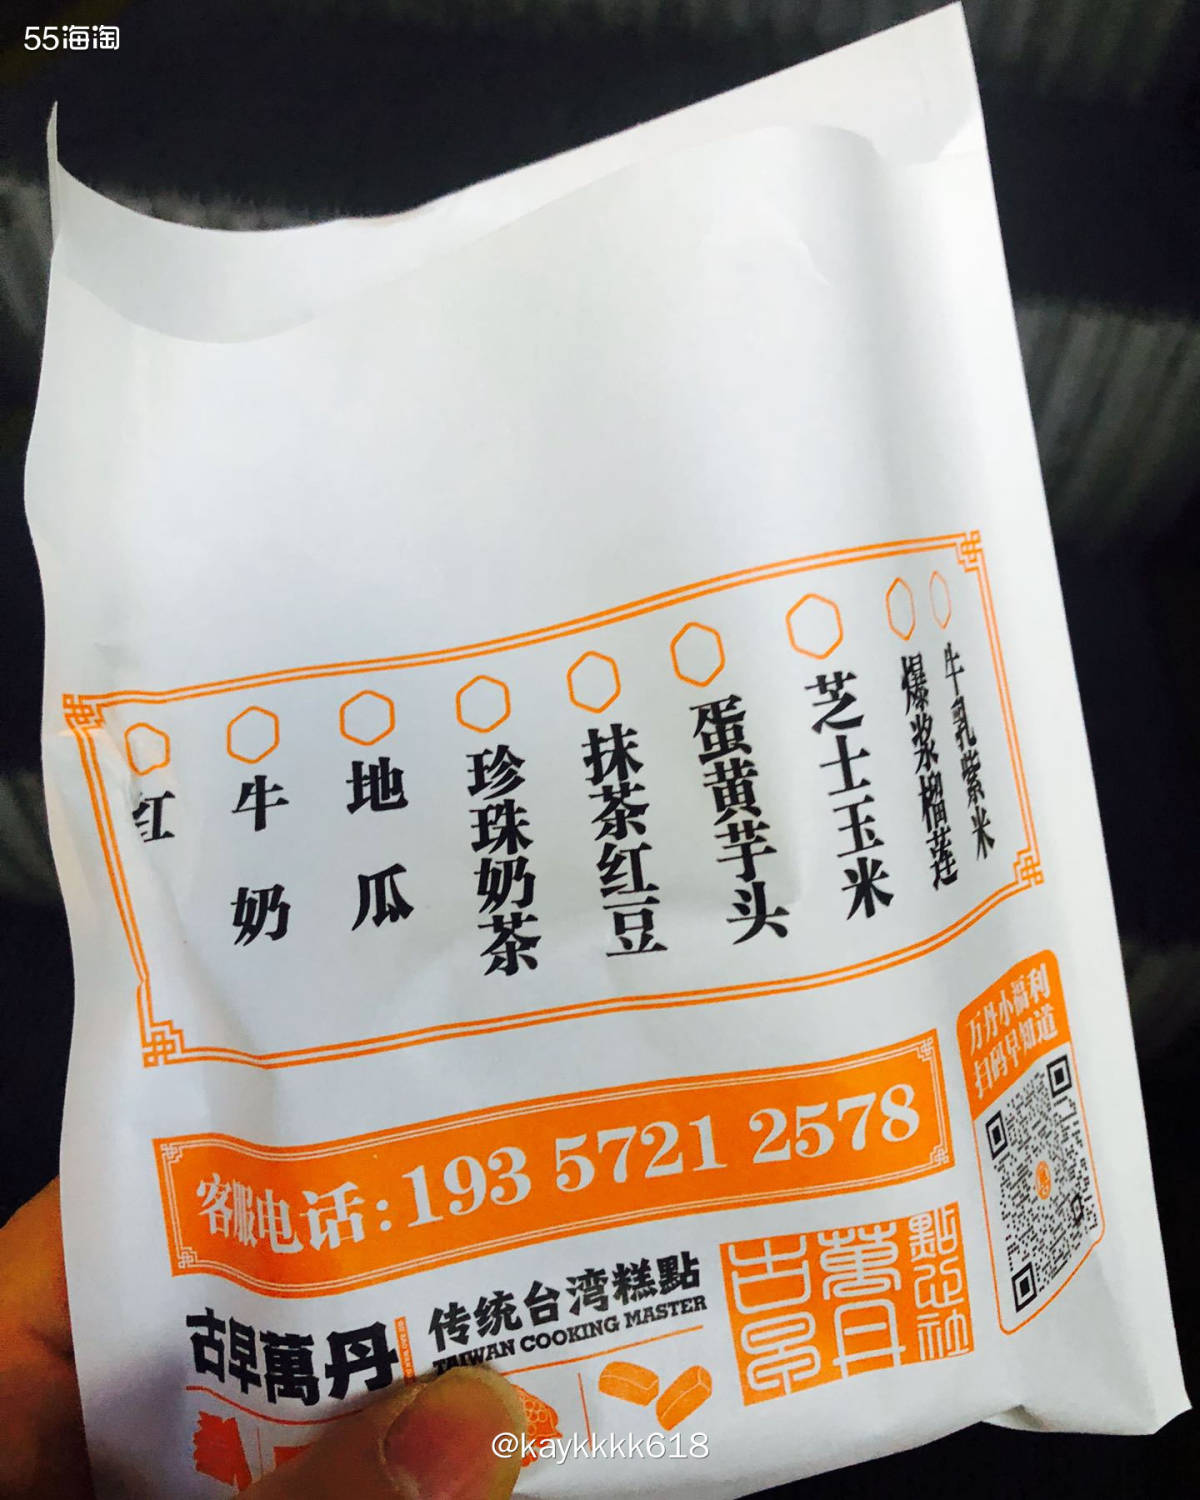 55海淘
红
牛奶
地瓜
珍珠奶茶
抹茶红豆
蛋黄芋头
芝士玉米
爆浆榴莲
牛乳紫米
万丹小福利
扫码早知道
客服电话:193 5721 2578
古早萬丹
传统台湾糕點
TAIWAN COOKING MASTER
古早
萬丹
點心社
@kaykkkk618